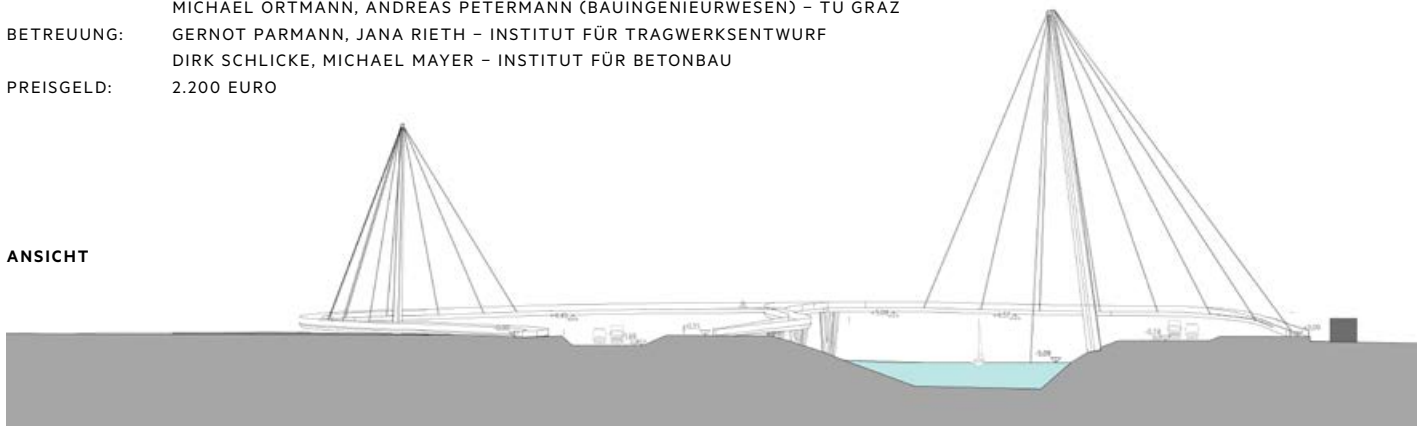 MICHAEL ORTMANN, ANDREAS PETERMANN (BAUINGENIEURWESEN) – TU GRAZ
BETREUUNG: GERNOT PARMANN, JANA RIETH – INSTITUT FÜR TRAGWERKSENTWURF
DIRK SCHLICKE, MICHAEL MAYER – INSTITUT FÜR BETONBAU
PREISGELD: 2.200 EURO
ANSICHT